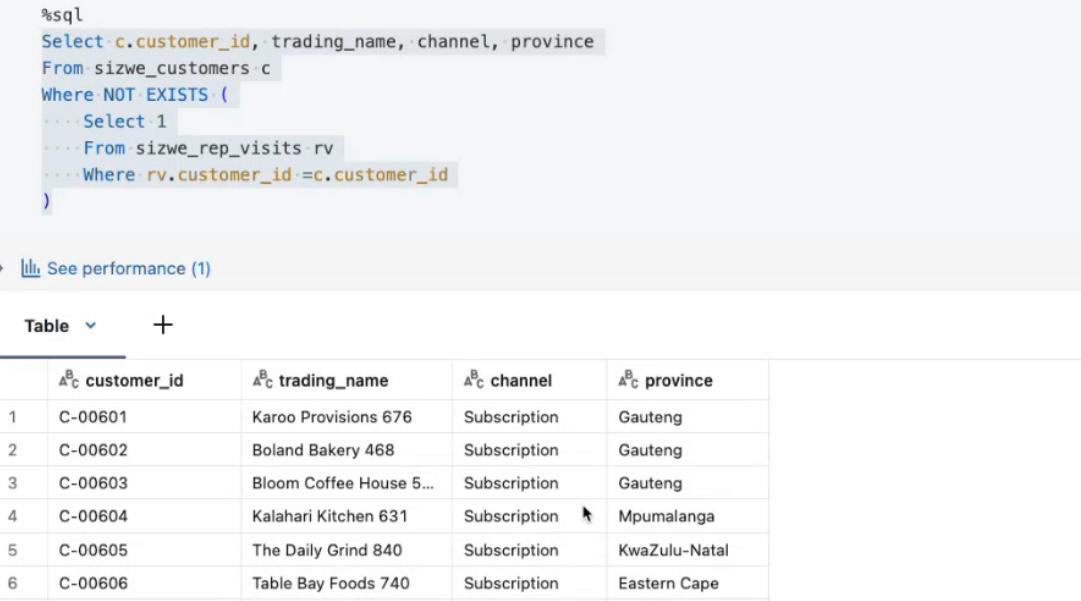 %sql
Select c.customer_id, trading_name, channel, province
From sizwe_customers c
Where NOT EXISTS (
Select 1
From sizwe_rep_visits rv
Where rv.customer_id =c.customer_id
)
See performance (1)
Table
customer_id trading_name channel province
1 C-00601 Karoo Provisions 676 Subscription Gauteng
2 C-00602 Boland Bakery 468 Subscription Gauteng
3 C-00603 Bloom Coffee House 5... Subscription Gauteng
4 C-00604 Kalahari Kitchen 631 Subscription Mpumalanga
5 C-00605 The Daily Grind 840 Subscription KwaZulu-Natal
6 C-00606 Table Bay Foods 740 Subscription Eastern Cape